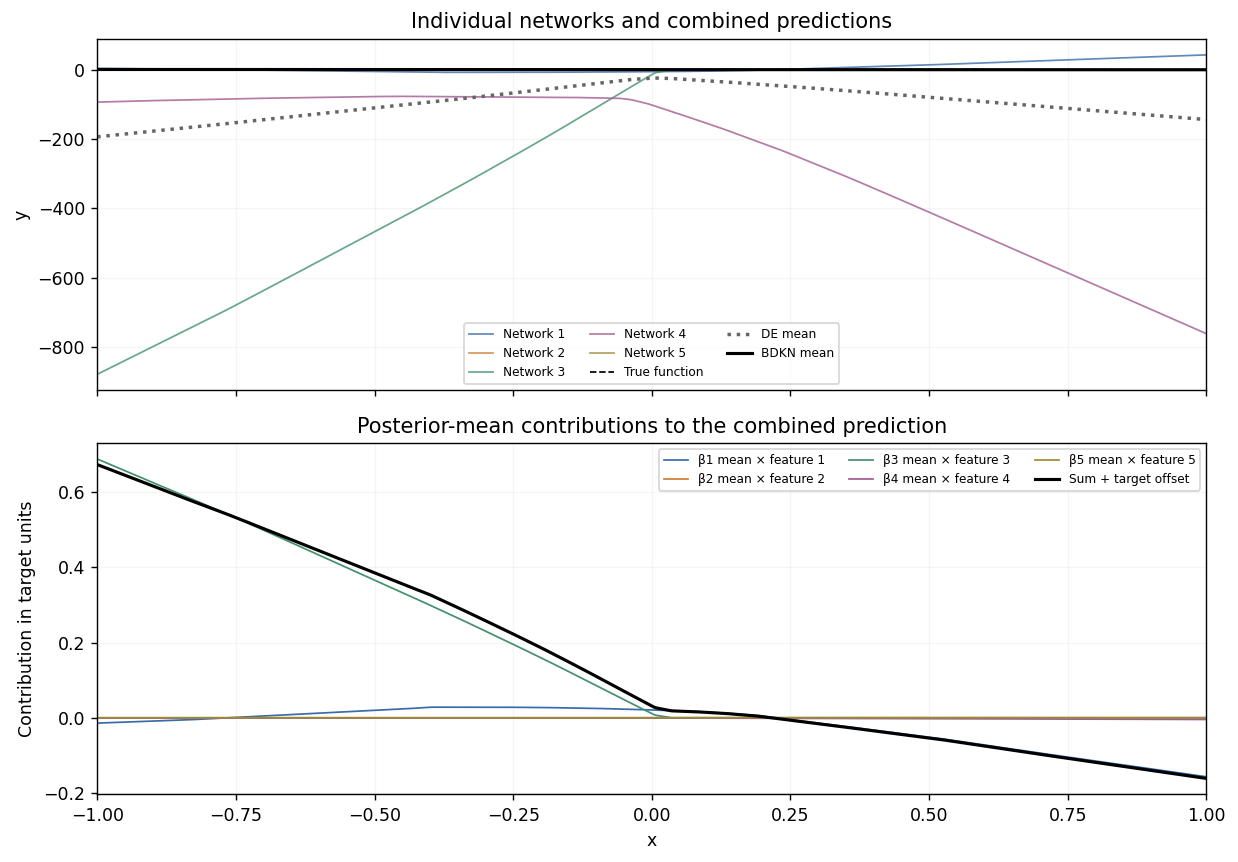 Individual networks and combined predictions
0
−200
−400
−600
−800
y
Network 1
Network 2
Network 3
Network 4
Network 5
True function
DE mean
BDKN mean
Posterior-mean contributions to the combined prediction
0.6
0.4
0.2
0.0
−0.2
Contribution in target units
β1 mean × feature 1
β2 mean × feature 2
β3 mean × feature 3
β4 mean × feature 4
β5 mean × feature 5
Sum + target offset
−1.00 −0.75 −0.50 −0.25 0.00 0.25 0.50 0.75 1.00
x